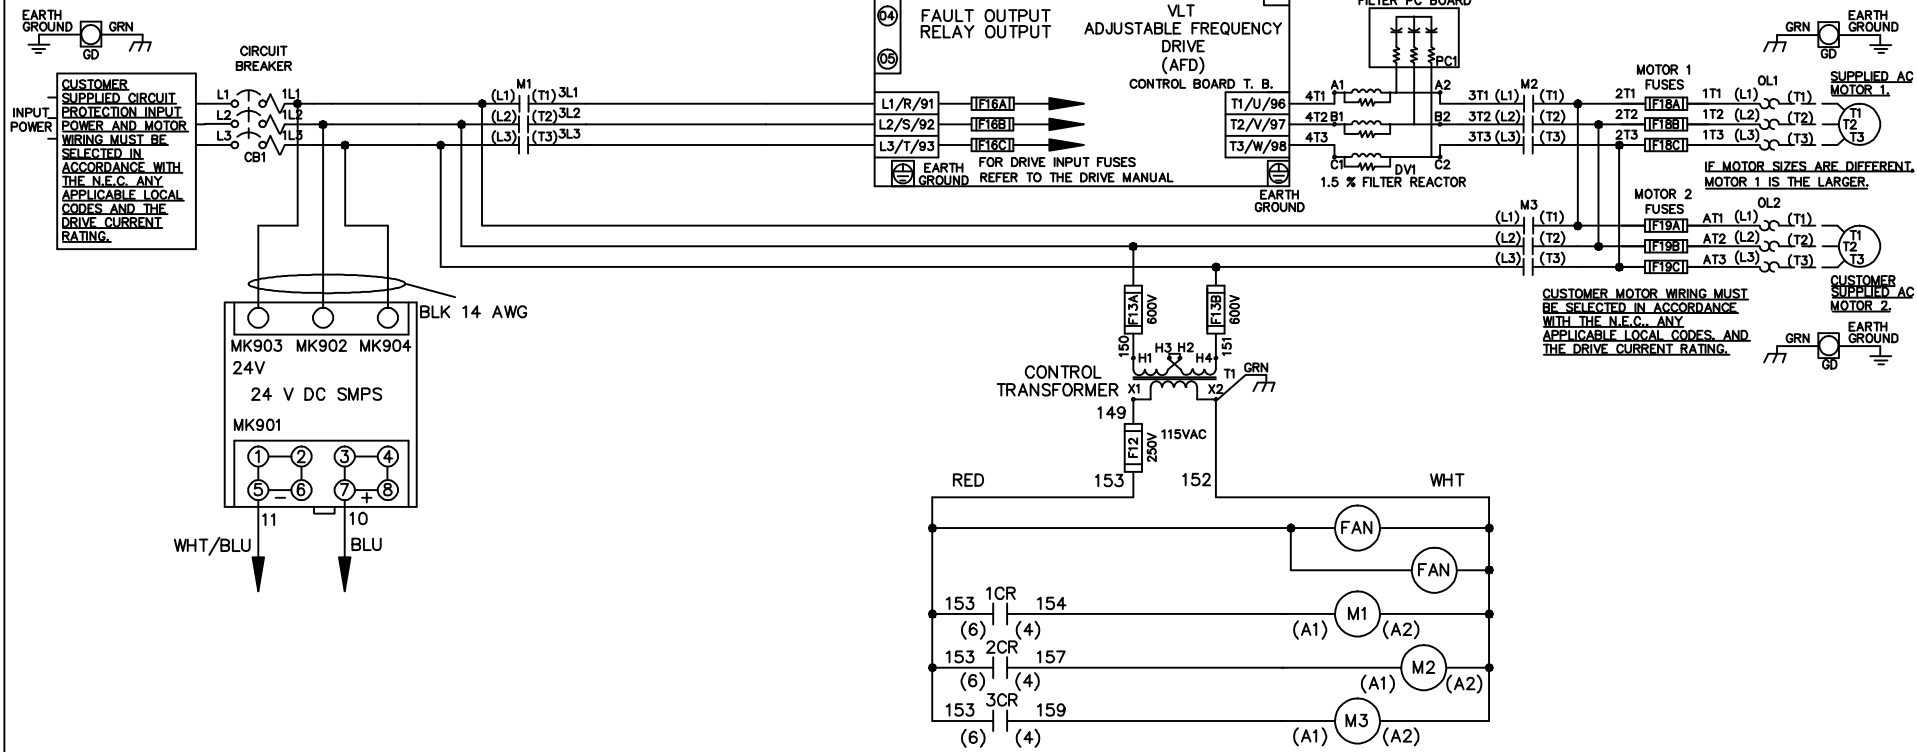 EARTH
GROUND
GRN
GD
CUSTOMER
SUPPLIED CIRCUIT
PROTECTION INPUT
POWER AND MOTOR
WIRING MUST BE
SELECTED IN
ACCORDANCE WITH
THE N.E.C. ANY
APPLICABLE LOCAL
CODES AND THE
DRIVE CURRENT
RATING.
INPUT
POWER
CIRCUIT
BREAKER
L1 1L1
L2 1L2
L3 1L3
CB1
M1
(L1) (T1) 3L1
(L2) (T2) 3L2
(L3) (T3) 3L3
04 FAULT OUTPUT
RELAY OUTPUT
05
VLT
ADJUSTABLE FREQUENCY
DRIVE
(AFD)
CONTROL BOARD T. B.
L1/R/91 F16A
L2/S/92 F16B
L3/T/93 F16C
FOR DRIVE INPUT FUSES
REFER TO THE DRIVE MANUAL
EARTH
GROUND
T1/U/96
T2/V/97
T3/W/98
EARTH
GROUND
FILTER PC BOARD
PC1
4T1 A1 A2
4T2 B1 B2
4T3 C1 C2
DV1
1.5 % FILTER REACTOR
M2
3T1 (L1) (T1)
3T2 (L2) (T2)
3T3 (L3) (T3)
MOTOR 1
FUSES
2T1 F18A 1T1
2T2 F18B 1T2
2T3 F18C 1T3
OL1
(L1) (T1)
(L2) (T2)
(L3) (T3)
T1
T2
T3
GRN
GD
EARTH
GROUND
SUPPLIED AC
MOTOR 1.
IF MOTOR SIZES ARE DIFFERENT,
MOTOR 1 IS THE LARGER.
M3
(L1) (T1)
(L2) (T2)
(L3) (T3)
MOTOR 2
FUSES
F19A AT1
F19B AT2
F19C AT3
OL2
(L1) (T1)
(L2) (T2)
(L3) (T3)
T1
T2
T3
CUSTOMER
SUPPLIED AC
MOTOR 2.
CUSTOMER MOTOR WIRING MUST
BE SELECTED IN ACCORDANCE
WITH THE N.E.C., ANY
APPLICABLE LOCAL CODES, AND
THE DRIVE CURRENT RATING.
GRN
GD
EARTH
GROUND
BLK 14 AWG
MK903 MK902 MK904
24V
24 V DC SMPS
MK901
1 2 3 4
5 - 6 7 + 8
11 10
WHT/BLU BLU
F13A
600V
F13B
600V
150
151
H1 H3 H2 H4
CONTROL
TRANSFORMER
X1 X2 T1
GRN
149
F12
250V
115VAC
153 152
RED WHT
FAN
FAN
1CR
153 154
(6) (4)
M1
(A1) (A2)
2CR
153 157
(6) (4)
M2
(A1) (A2)
3CR
153 159
(6) (4)
M3
(A1) (A2)